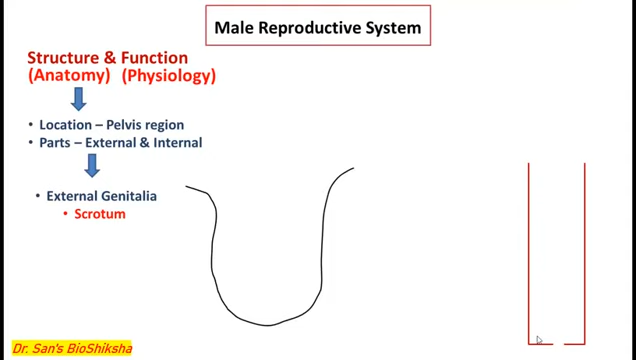 Male Reproductive System
Structure & Function
(Anatomy) (Physiology)
• Location – Pelvis region
• Parts – External & Internal
• External Genitalia
• Scrotum
Dr. San's BioShiksha